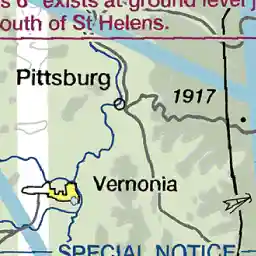 s 6° exists at ground level j
outh of St Helens.
Pittsburg
1917
Vernonia
SPECIAL NOTICE